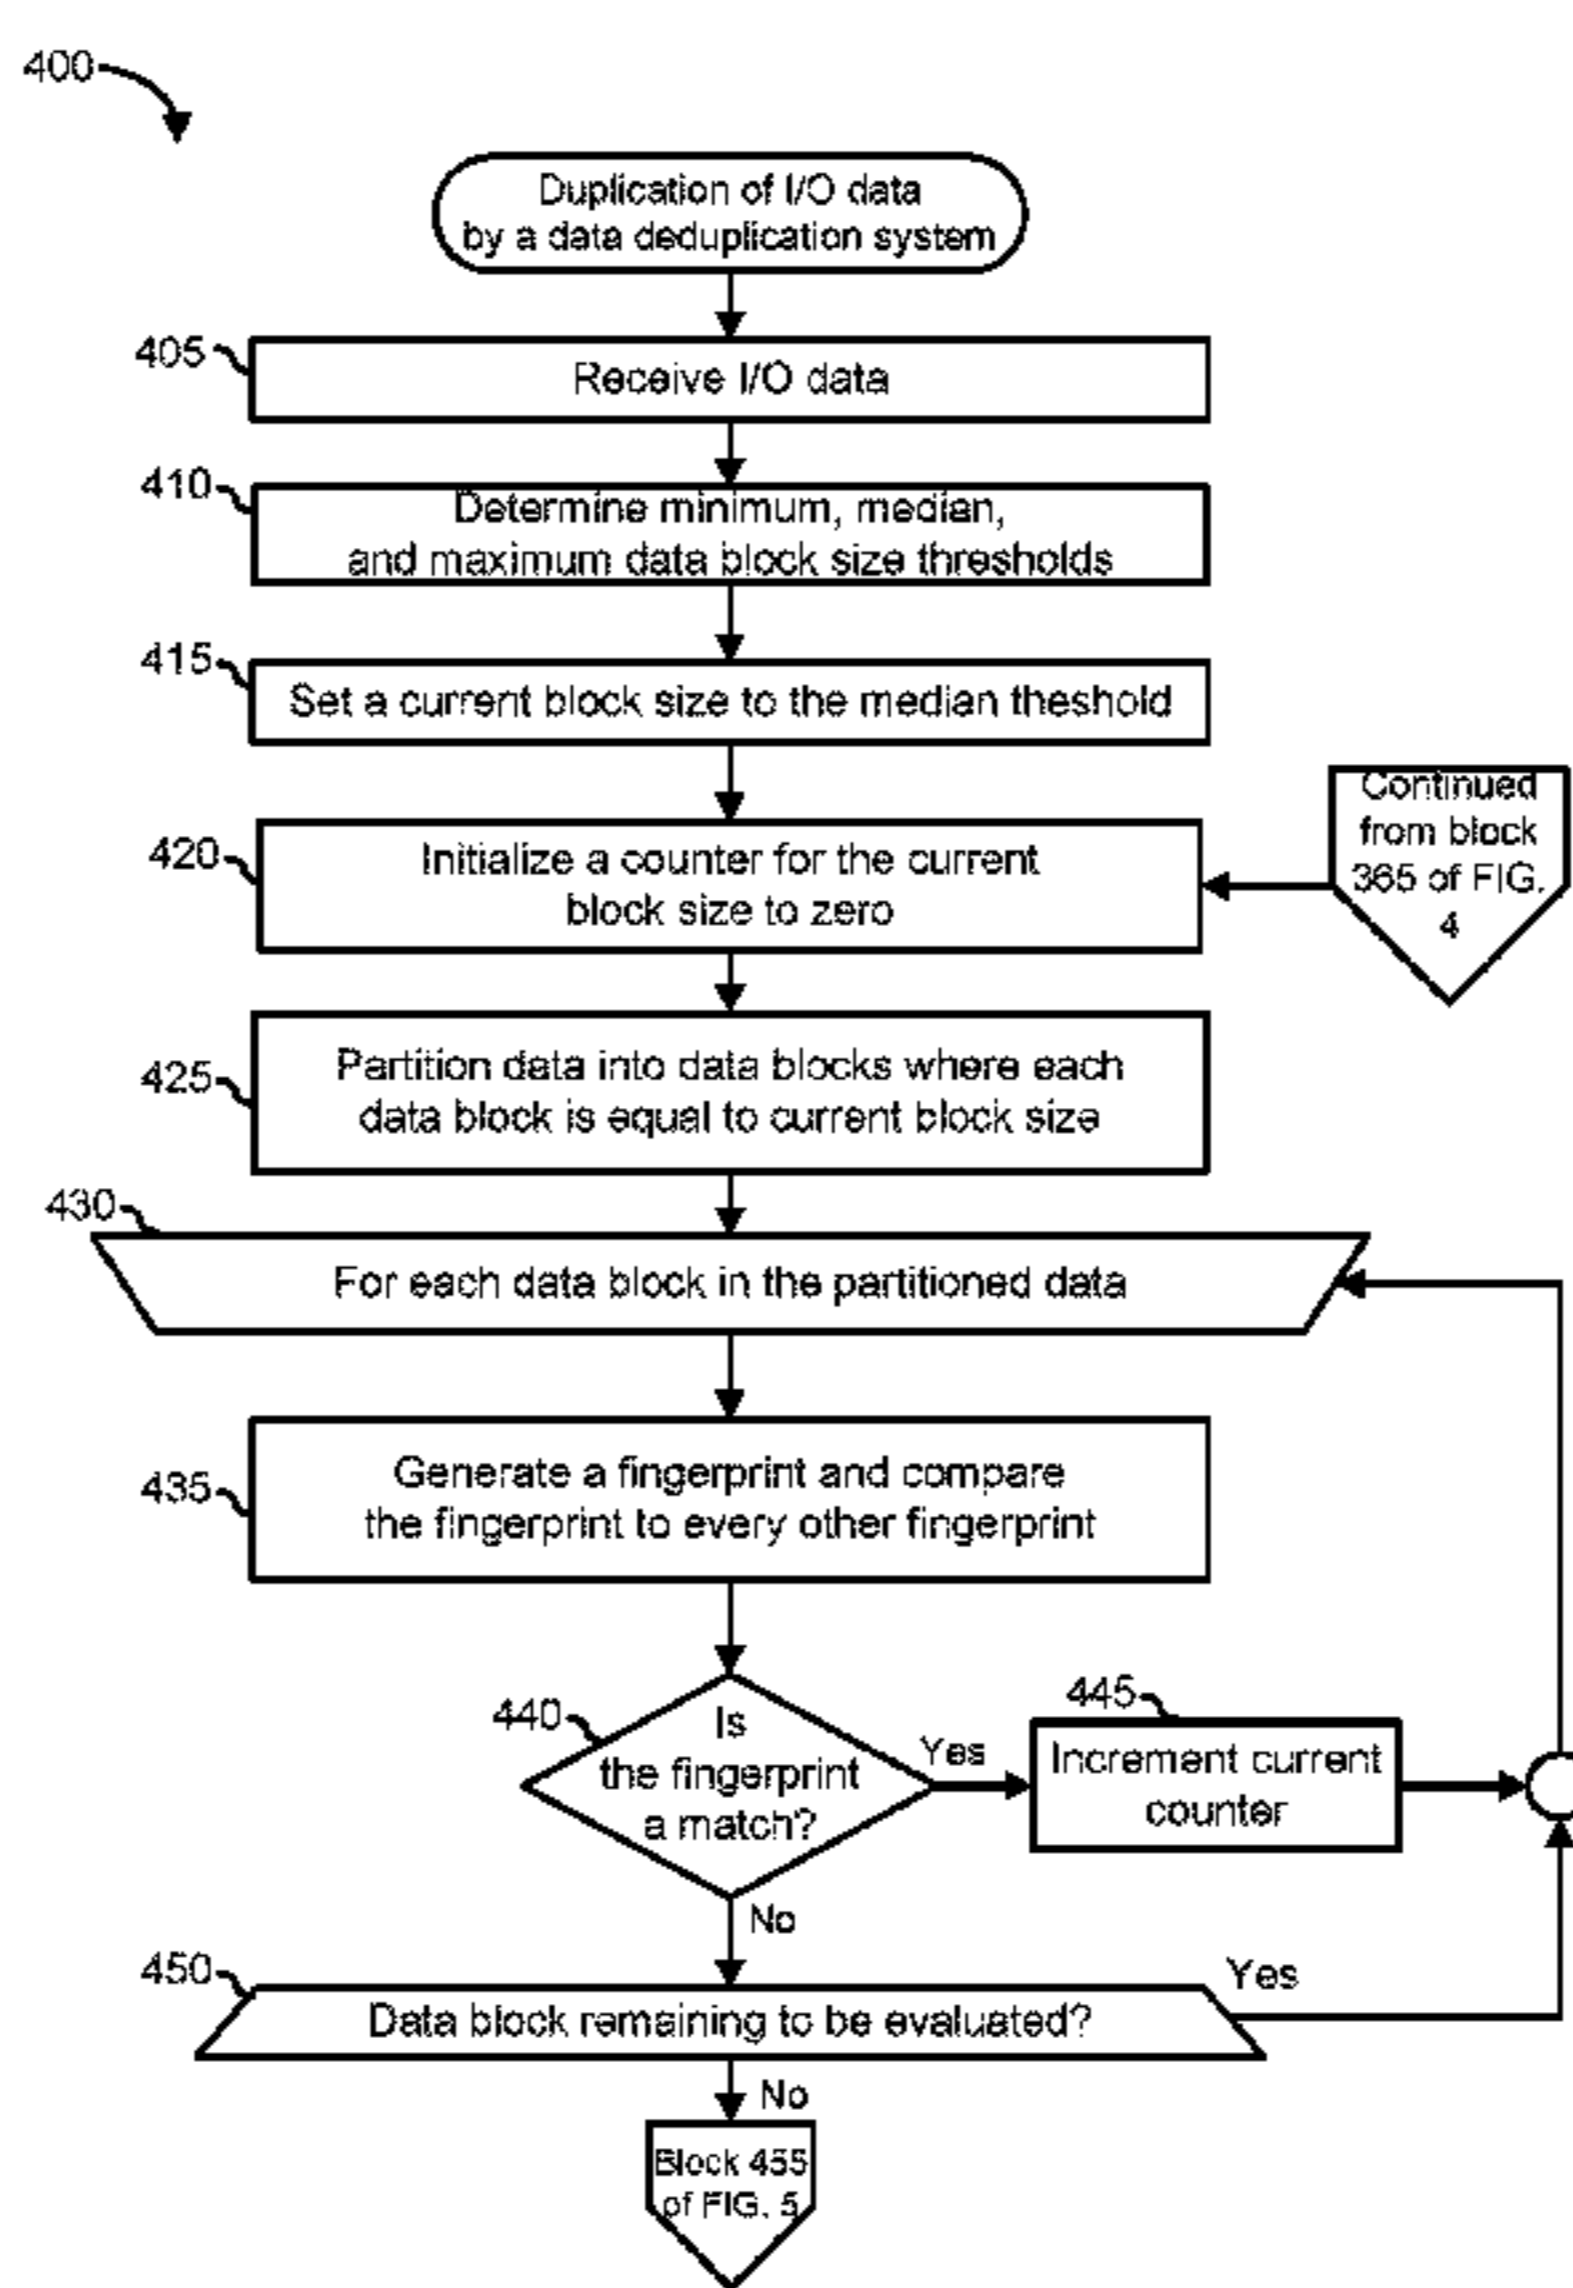 400
Duplication of I/O data
by a data deduplication system
405
Receive I/O data
410
Determine minimum, median,
and maximum data block size thresholds
415
Set a current block size to the median theshold
420
Initialize a counter for the current
block size to zero
Continued
from block
365 of FIG.
4
425
Partition data into data blocks where each
data block is equal to current block size
430
For each data block in the partitioned data
435
Generate a fingerprint and compare
the fingerprint to every other fingerprint
440
Is
the fingerprint
a match?
Yes
445
Increment current
counter
No
450
Data block remaining to be evaluated?
Yes
No
Block 455
of FIG. 5